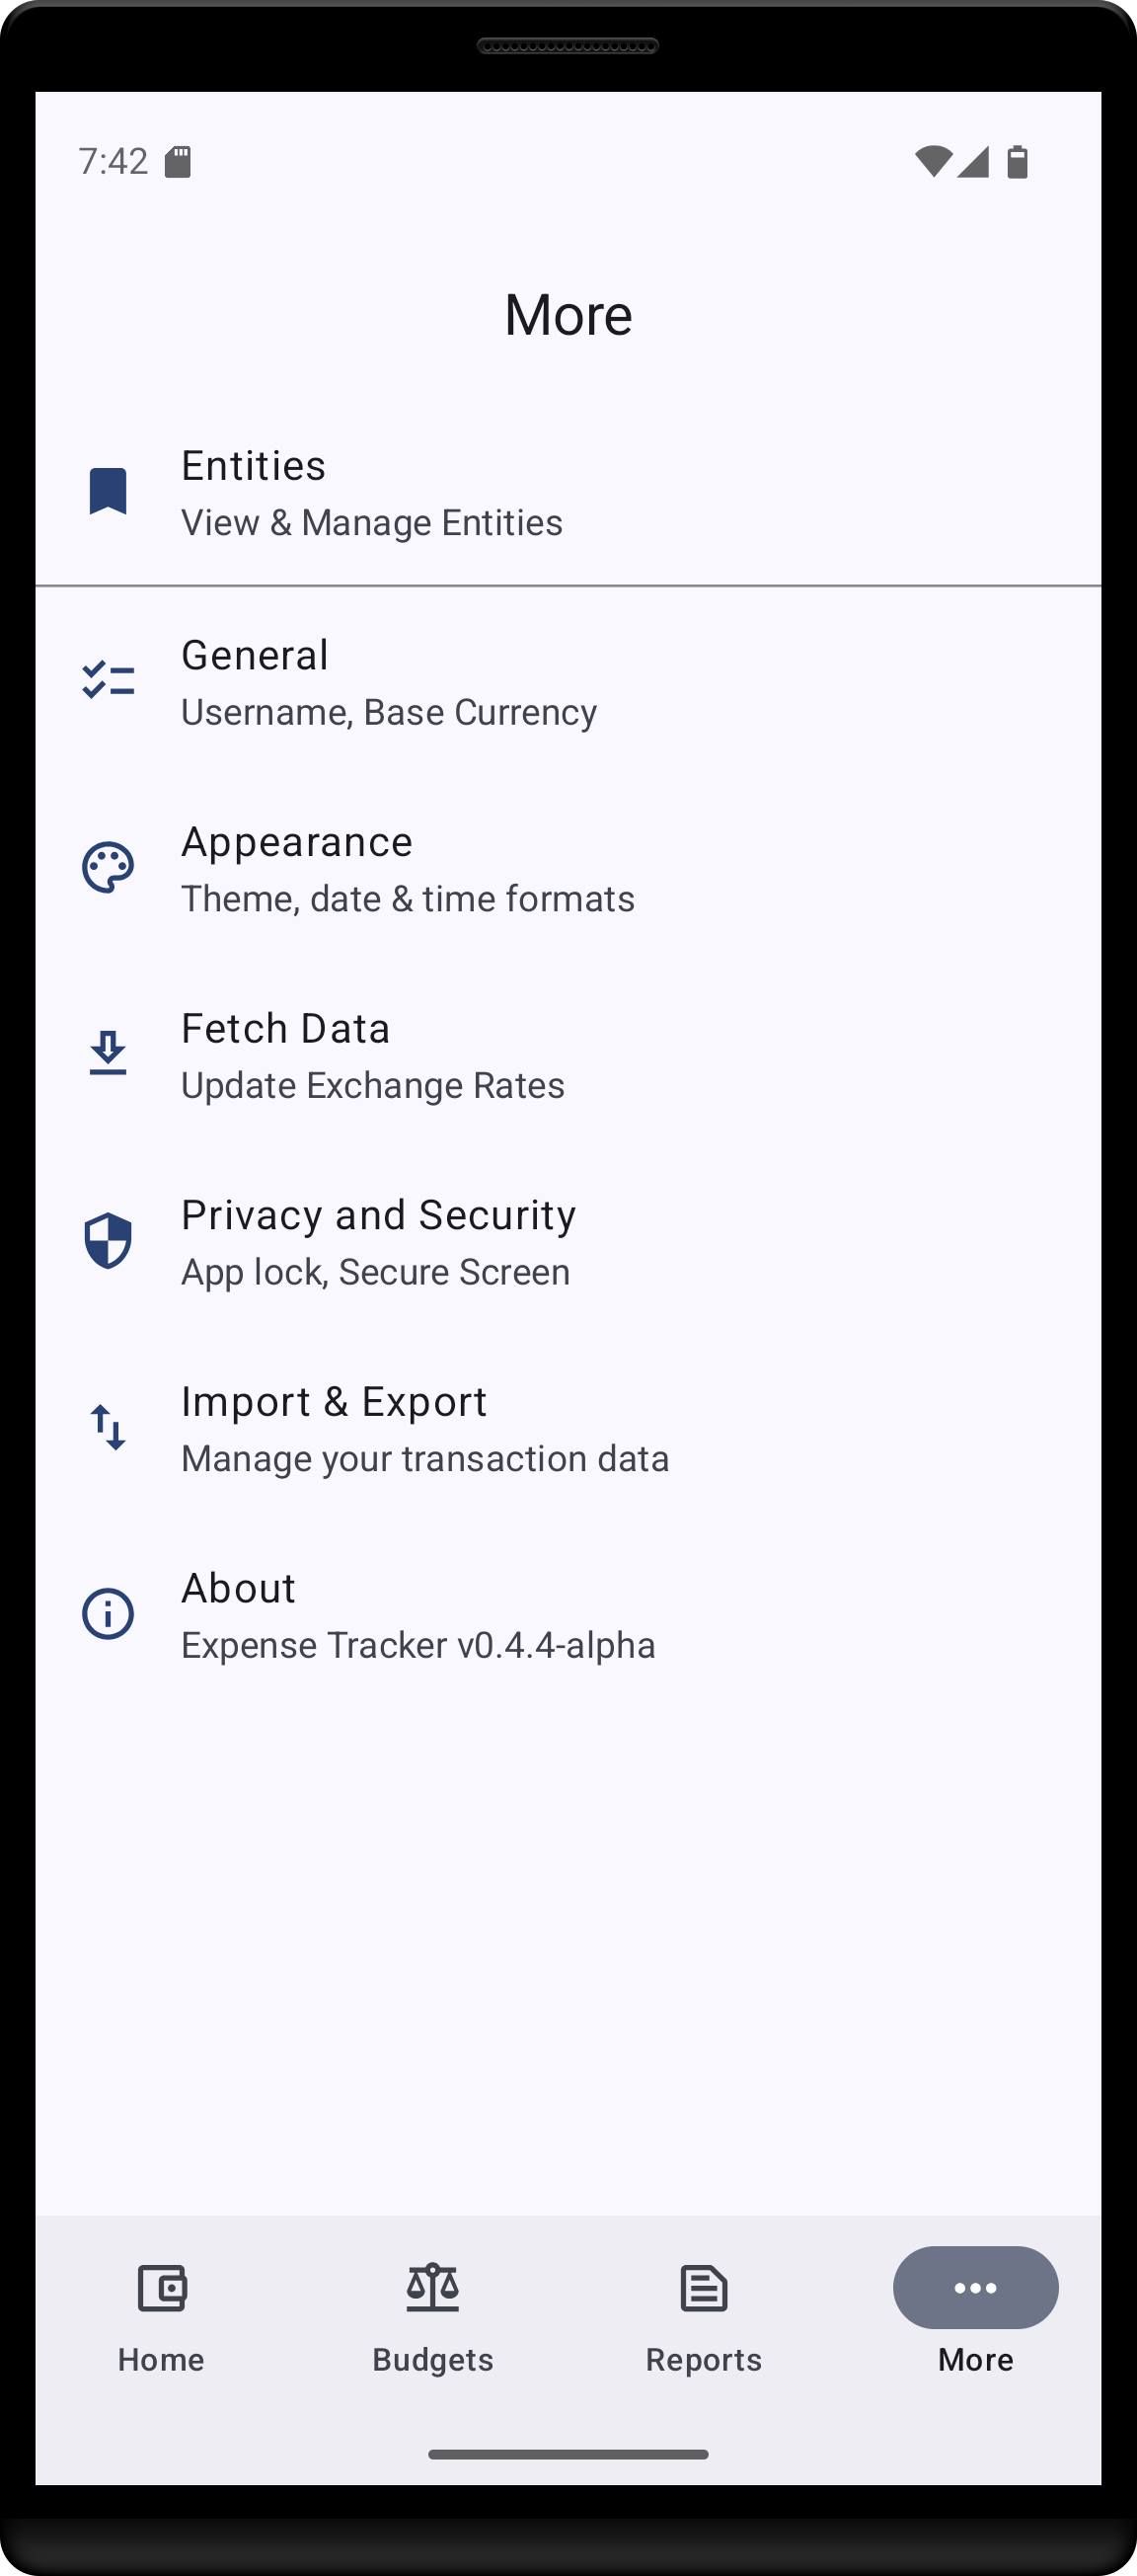 7:42
More
Entities
View & Manage Entities
General
Username, Base Currency
Appearance
Theme, date & time formats
Fetch Data
Update Exchange Rates
Privacy and Security
App lock, Secure Screen
Import & Export
Manage your transaction data
About
Expense Tracker v0.4.4-alpha
Home Budgets Reports More